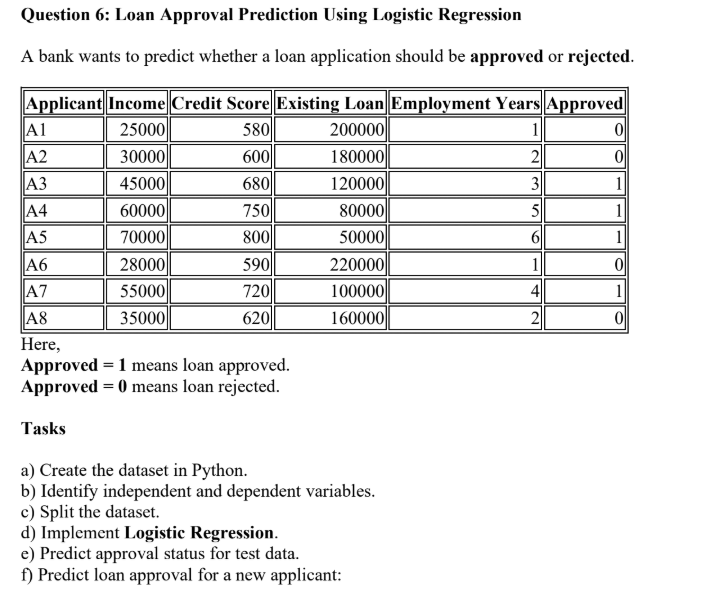 Question 6: Loan Approval Prediction Using Logistic Regression
A bank wants to predict whether a loan application should be approved or rejected.
Applicant Income Credit Score Existing Loan Employment Years Approved
A1 25000 580 200000 1 0
A2 30000 600 180000 2 0
A3 45000 680 120000 3 1
A4 60000 750 80000 5 1
A5 70000 800 50000 6 1
A6 28000 590 220000 1 0
A7 55000 720 100000 4 1
A8 35000 620 160000 2 0
Here,
Approved = 1 means loan approved.
Approved = 0 means loan rejected.
Tasks
a) Create the dataset in Python.
b) Identify independent and dependent variables.
c) Split the dataset.
d) Implement Logistic Regression.
e) Predict approval status for test data.
f) Predict loan approval for a new applicant: